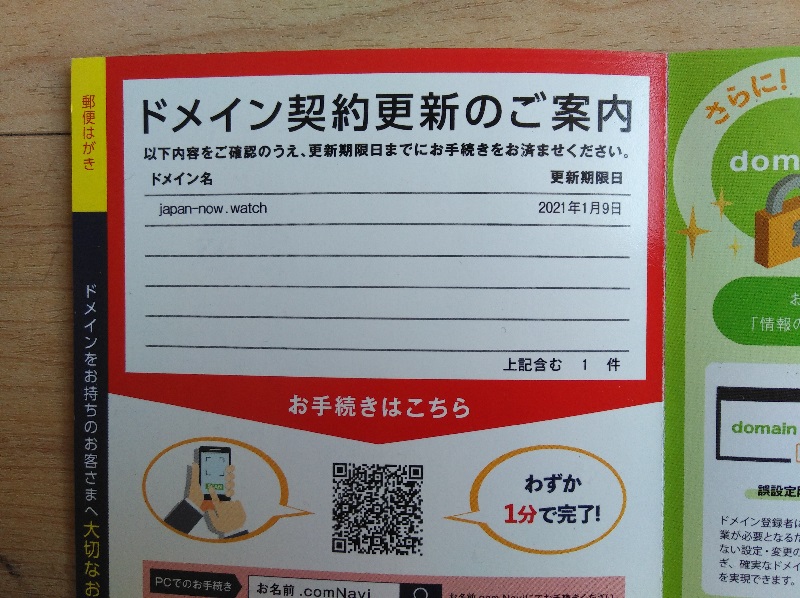 郵便はがき
ドメインをお持ちのお客さまへ大切なお
ドメイン契約更新のご案内
以下内容をご確認のうえ、更新期限日までにお手続きをお済ませください。
ドメイン名 更新期限日
japan-now.watch 2021年1月9日
上記含む 1 件
お手続きはこちら
わずか
1分で完了!
PCでのお手続き
お名前.comNavi
さらに!
dom
お
「情報の
domain
誤設定
ドメイン登録者に
業が必要となるた
ない設定・変更の
ぎ、確実なドメイ
を実現できます。